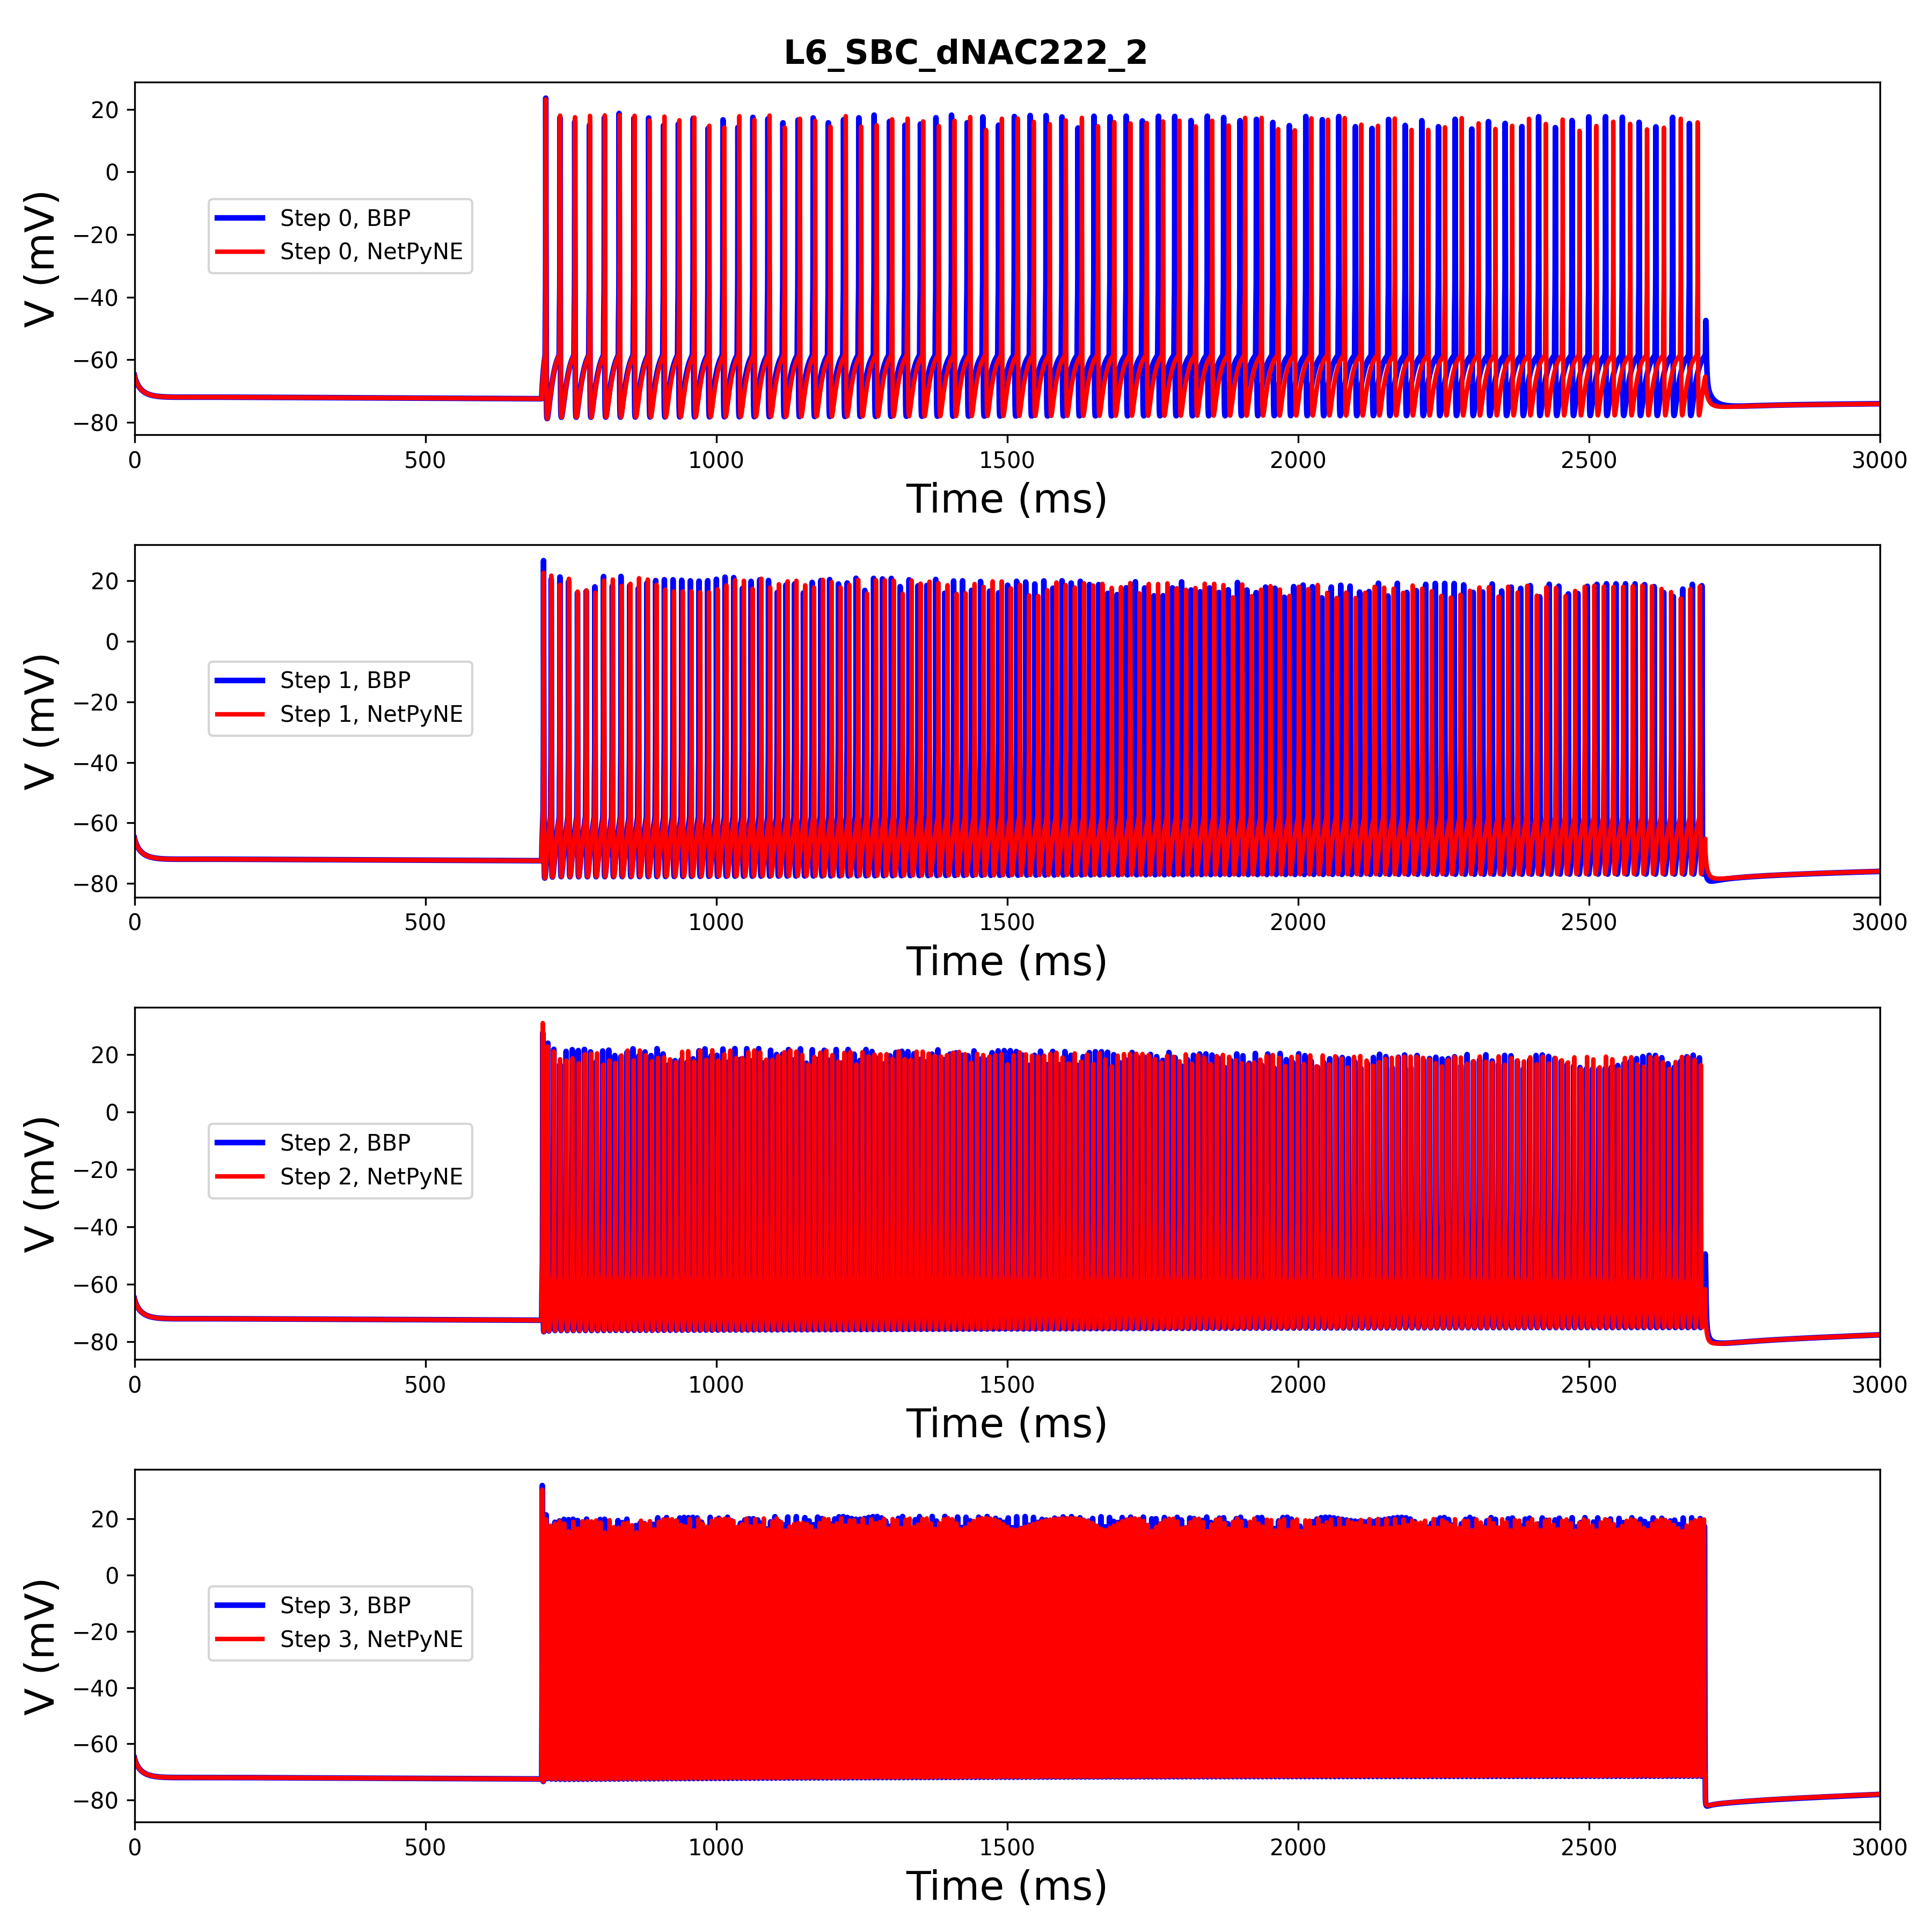 L6_SBC_dNAC222_2
20
0
−20
−40
−60
−80
V (mV)
Step 0, BBP
Step 0, NetPyNE
0 500 1000 1500 2000 2500 3000
Time (ms)
20
0
−20
−40
−60
−80
V (mV)
Step 1, BBP
Step 1, NetPyNE
0 500 1000 1500 2000 2500 3000
Time (ms)
20
0
−20
−40
−60
−80
V (mV)
Step 2, BBP
Step 2, NetPyNE
0 500 1000 1500 2000 2500 3000
Time (ms)
20
0
−20
−40
−60
−80
V (mV)
Step 3, BBP
Step 3, NetPyNE
0 500 1000 1500 2000 2500 3000
Time (ms)